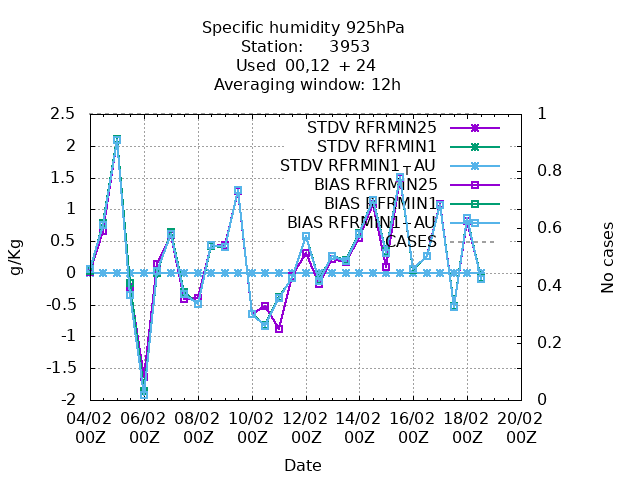 Specific humidity 925hPa
Station: 3953
Used 00,12 + 24
Averaging window: 12h
2.5
2
1.5
1
0.5
0
-0.5
-1
-1.5
-2
g/Kg
1
0.8
0.6
0.4
0.2
0
No cases
STDV RFRMIN25
STDV RFRMIN1
STDV RFRMIN1+AU
BIAS RFRMIN25
BIAS RFRMIN1
BIAS RFRMIN1+AU
CASES
04/02 06/02 08/02 10/02 12/02 14/02 16/02 18/02 20/02
00Z 00Z 00Z 00Z 00Z 00Z 00Z 00Z 00Z
Date